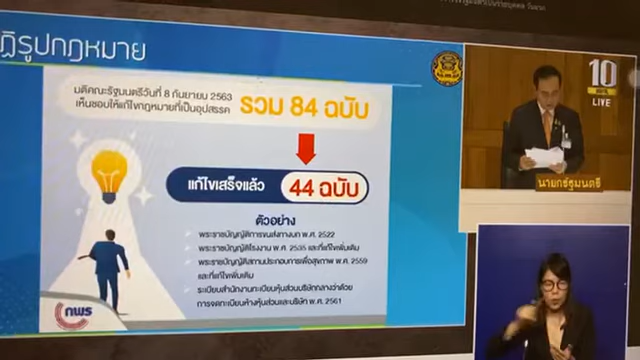 ฏิรูปกฎหมาย
มติคณะรัฐมนตรีวันที่ 8 กันยายน 2563
เห็นชอบให้แก้ไขกฎหมายที่เป็นอุปสรรค
รวม 84 ฉบับ
แก้ไขเสร็จแล้ว
44 ฉบับ
ตัวอย่าง
พระราชบัญญัติการขนส่งทางบก พ.ศ. 2522
พระราชบัญญัติโรงงาน พ.ศ. 2535 และที่แก้ไขเพิ่มเติม
พระราชบัญญัติสถานประกอบการเพื่อสุขภาพ พ.ศ. 2559
และที่แก้ไขเพิ่มเติม
ระเบียบสำนักงานทะเบียนหุ้นส่วนบริษัทกลางว่าด้วย
การจดทะเบียนห้างหุ้นส่วนและบริษัท พ.ศ. 2561
กพร
10
LIVE
นายกรัฐมนตรี